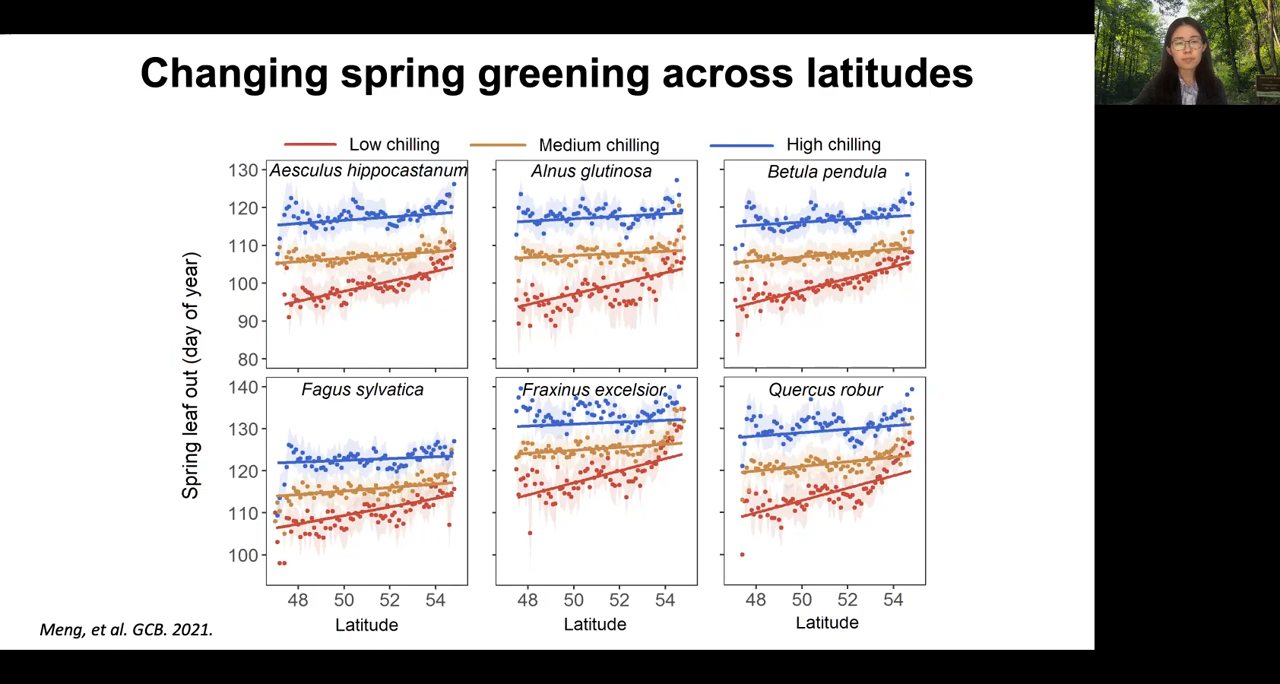 Changing spring greening across latitudes
Low chilling Medium chilling High chilling
Aesculus hippocastanum Alnus glutinosa Betula pendula
130
120
110
100
90
80
Spring leaf out (day of year)
Fagus sylvatica Fraxinus excelsior Quercus robur
140
130
120
110
100
48 50 52 54 48 50 52 54 48 50 52 54
Latitude Latitude Latitude
Meng, et al. GCB. 2021.